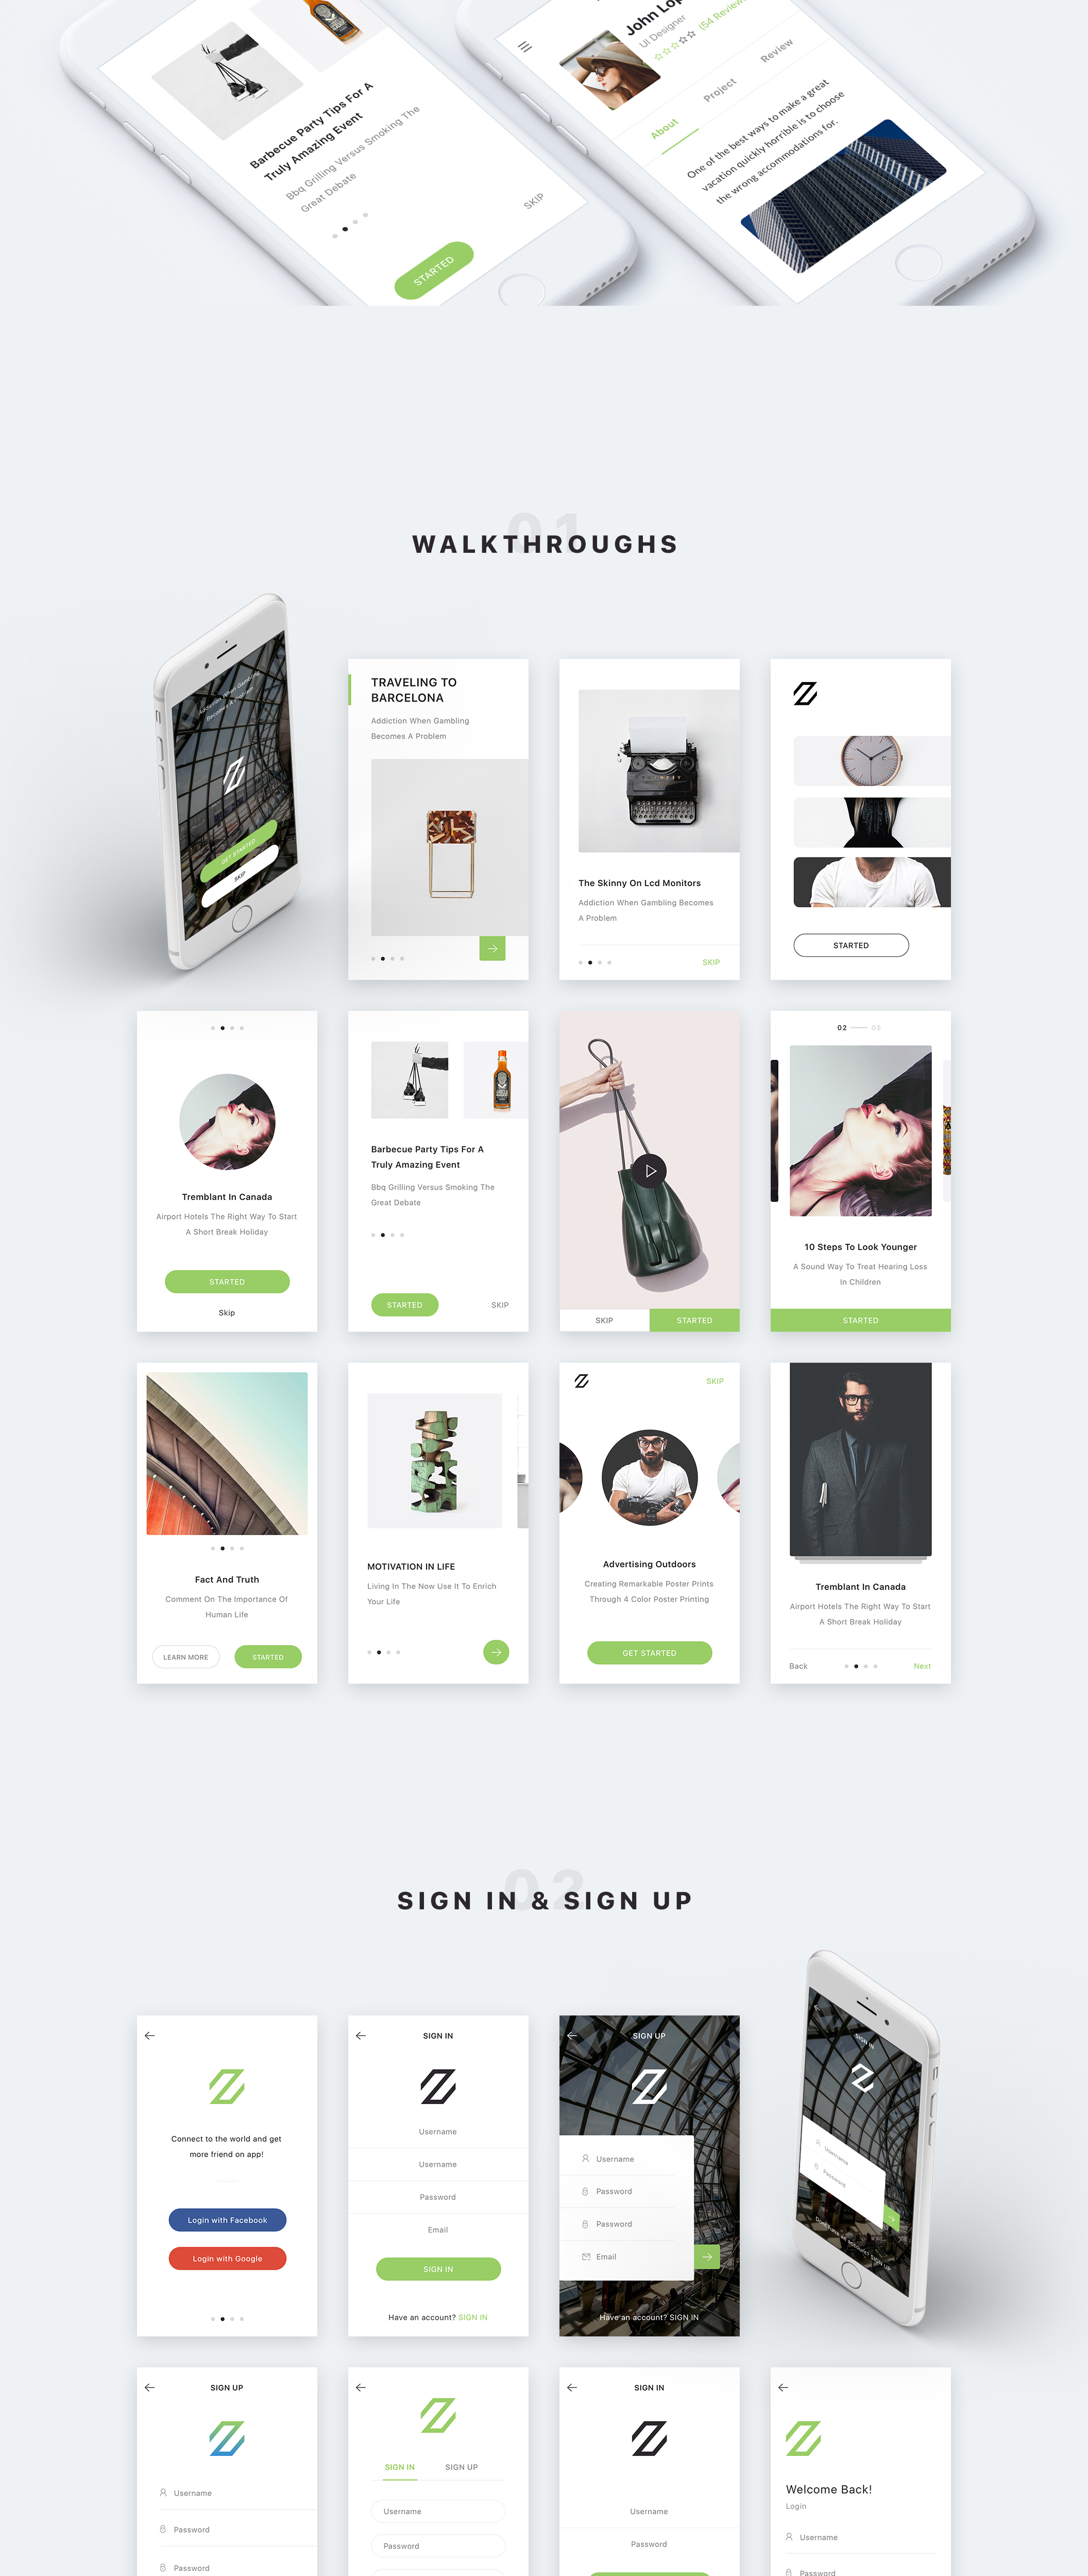 Barbecue Party Tips For A
Truly Amazing Event
Bbq Grilling Versus Smoking The
Great Debate
SKIP
STARTED
John
UI Designer
(54
About
Project
Review
One of the best ways to make a great
vacation quickly horrible is to choose
the wrong accommodations for.
01
WALKTHROUGHS
Addiction When Gambling
Becomes A Problem
GET STARTED
SKIP
TRAVELING TO
BARCELONA
Addiction When Gambling
Becomes A Problem
The Skinny On Lcd Monitors
Addiction When Gambling Becomes
A Problem
SKIP
STARTED
Tremblant In Canada
Airport Hotels The Right Way To Start
A Short Break Holiday
STARTED
Skip
Barbecue Party Tips For A
Truly Amazing Event
Bbq Grilling Versus Smoking The
Great Debate
STARTED
SKIP
SKIP
STARTED
02
05
10 Steps To Look Younger
A Sound Way To Treat Hearing Loss
In Children
STARTED
Fact And Truth
Comment On The Importance Of
Human Life
LEARN MORE
STARTED
MOTIVATION IN LIFE
Living In The Now Use It To Enrich
Your Life
SKIP
Advertising Outdoors
Creating Remarkable Poster Prints
Through 4 Color Poster Printing
GET STARTED
Tremblant In Canada
Airport Hotels The Right Way To Start
A Short Break Holiday
Back
Next
02
SIGN IN & SIGN UP
Connect to the world and get
more friend on app!
Login with Facebook
Login with Google
SIGN IN
Username
Username
Password
Email
SIGN IN
Have an account? SIGN IN
SIGN UP
Username
Password
Password
Email
Have an account? SIGN IN
SIGN IN
Username
Password
SIGN UP
SIGN UP
Username
Password
Password
SIGN IN
SIGN UP
Username
Password
SIGN IN
Username
Password
Welcome Back!
Login
Username
Password